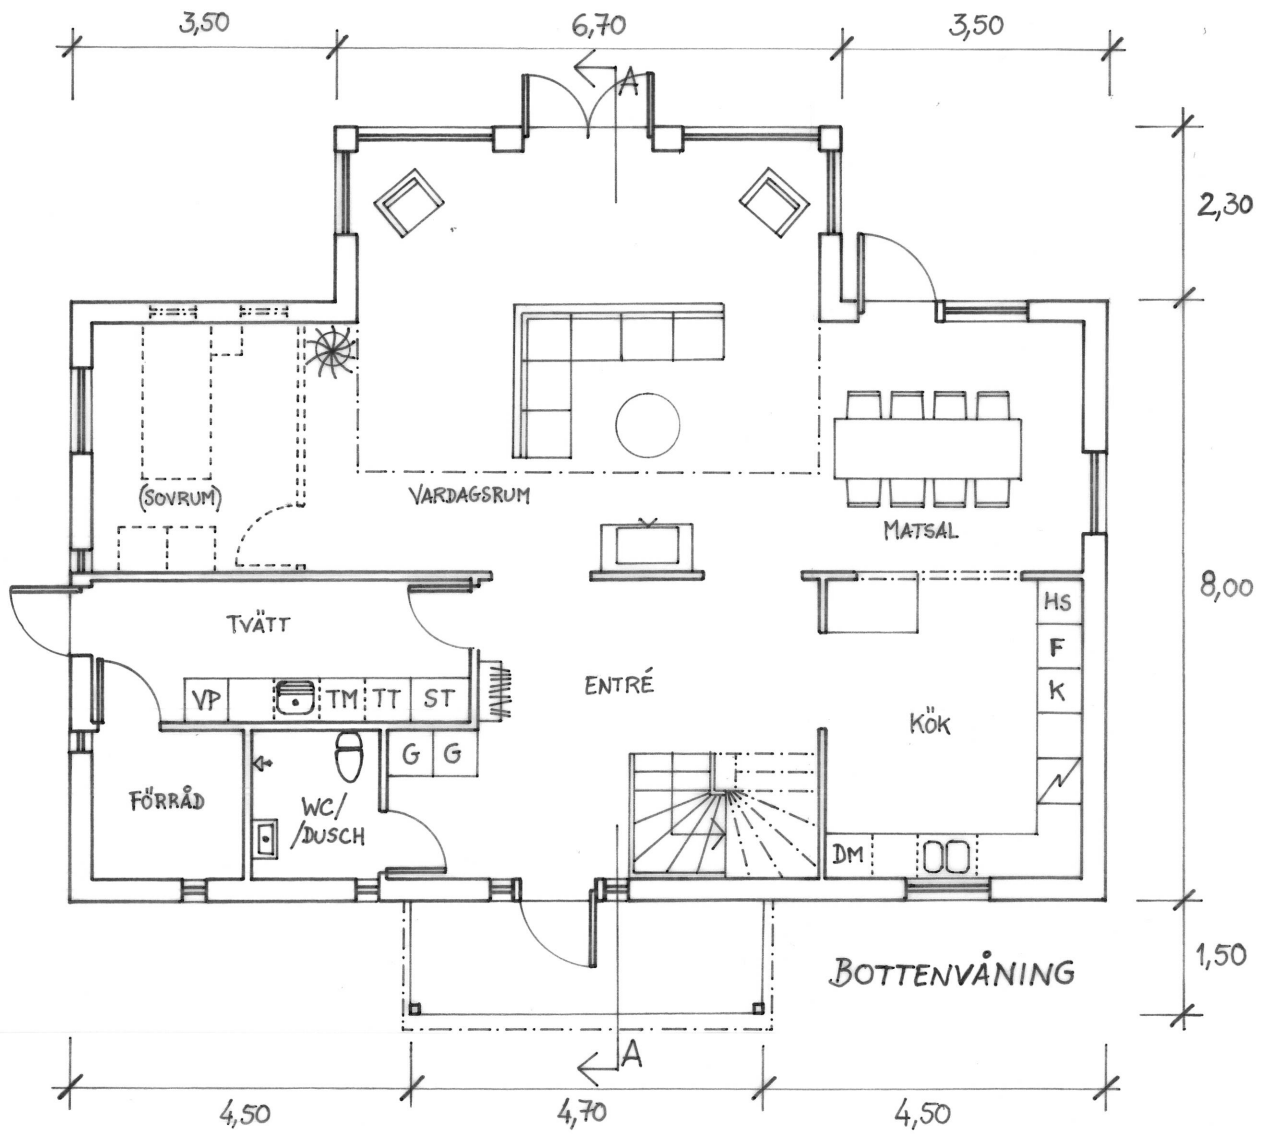 3,50
6,70
3,50
A
2,30
(SOVRUM)
VARDAGSRUM
MATSAL
8,00
HS
TVÄTT
F
ENTRÉ
K
VP
TM
TT
ST
KÖK
G
G
FÖRRÅD
WC/
/DUSCH
DM
1,50
BOTTENVÅNING
A
4,50
4,70
4,50